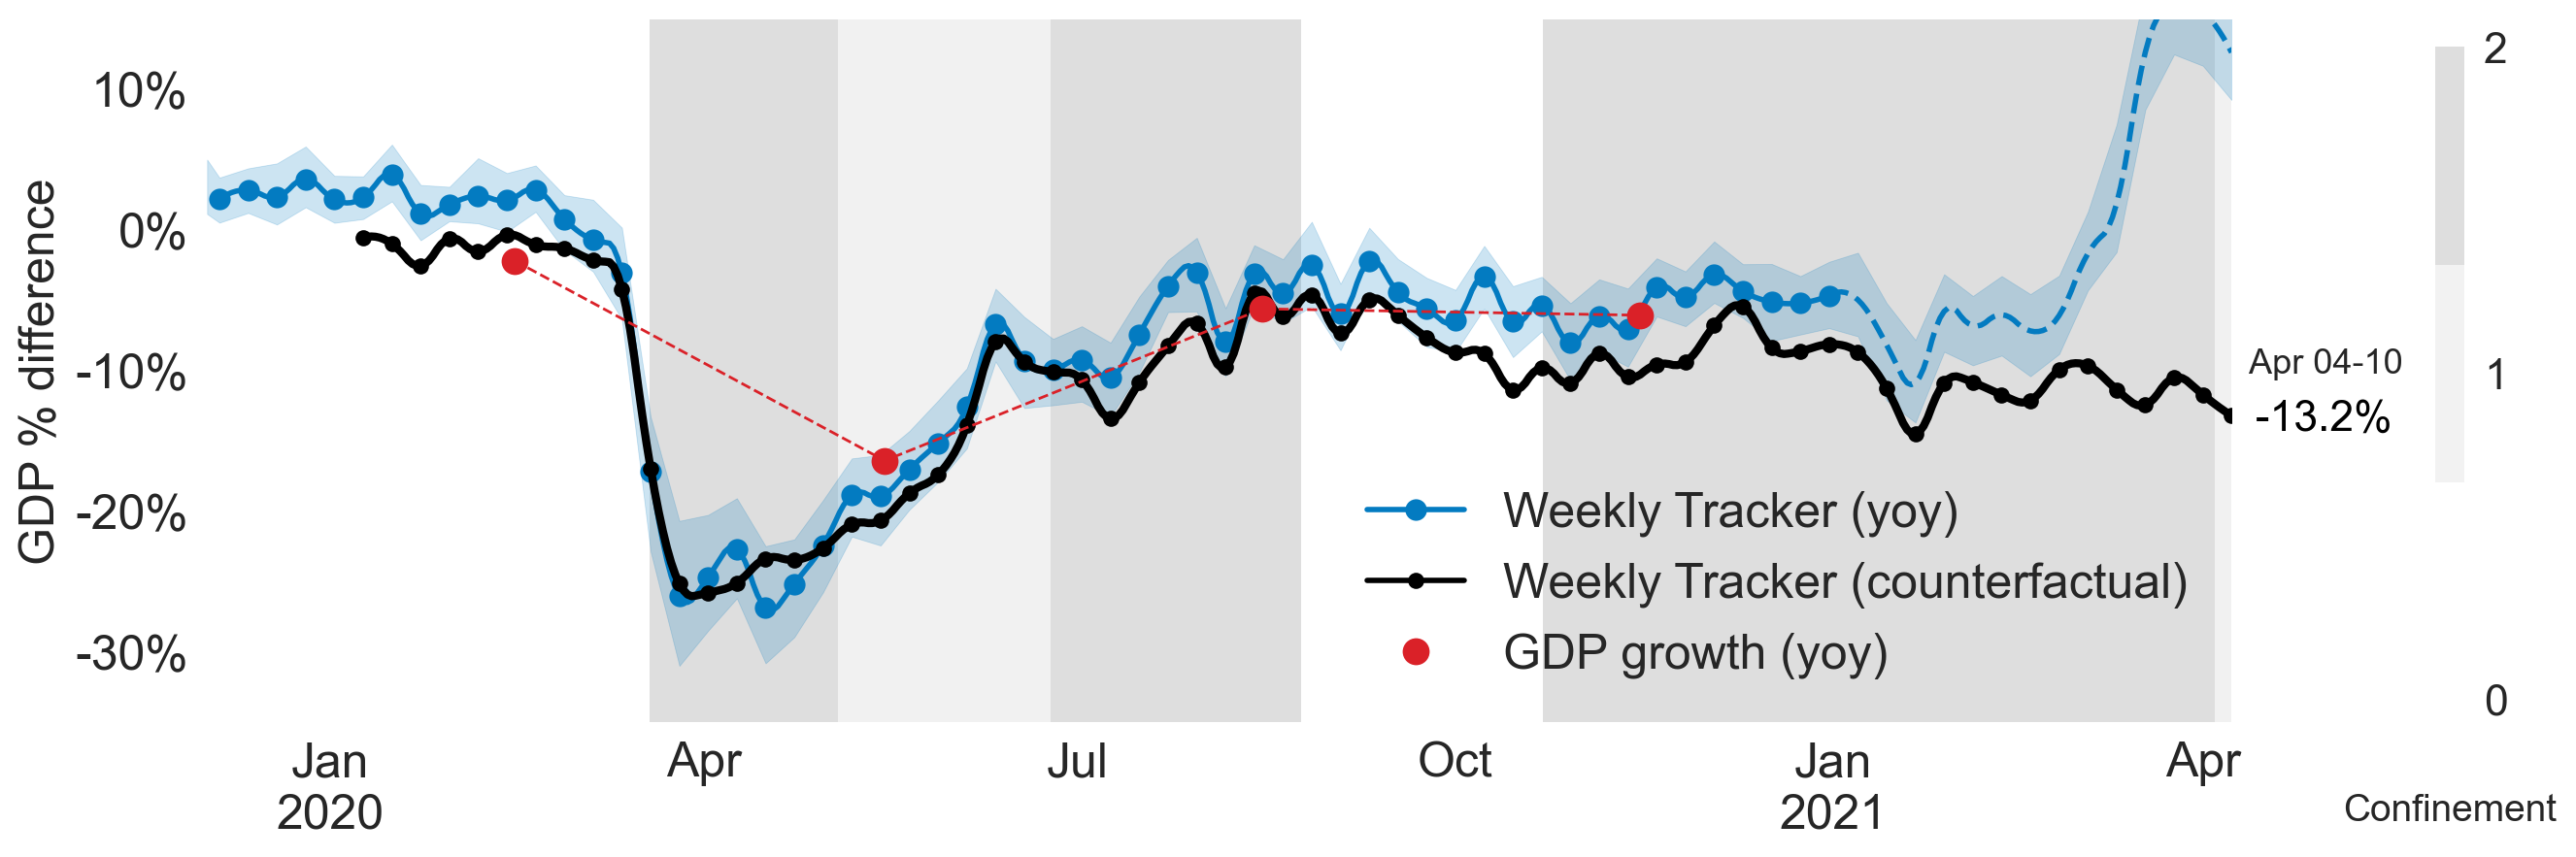 GDP % difference
10%
0%
-10%
-20%
-30%
Jan
2020
Apr
Jul
Oct
Jan
2021
Apr
Weekly Tracker (yoy)
Weekly Tracker (counterfactual)
GDP growth (yoy)
Apr 04-10
-13.2%
2
1
0
Confinement